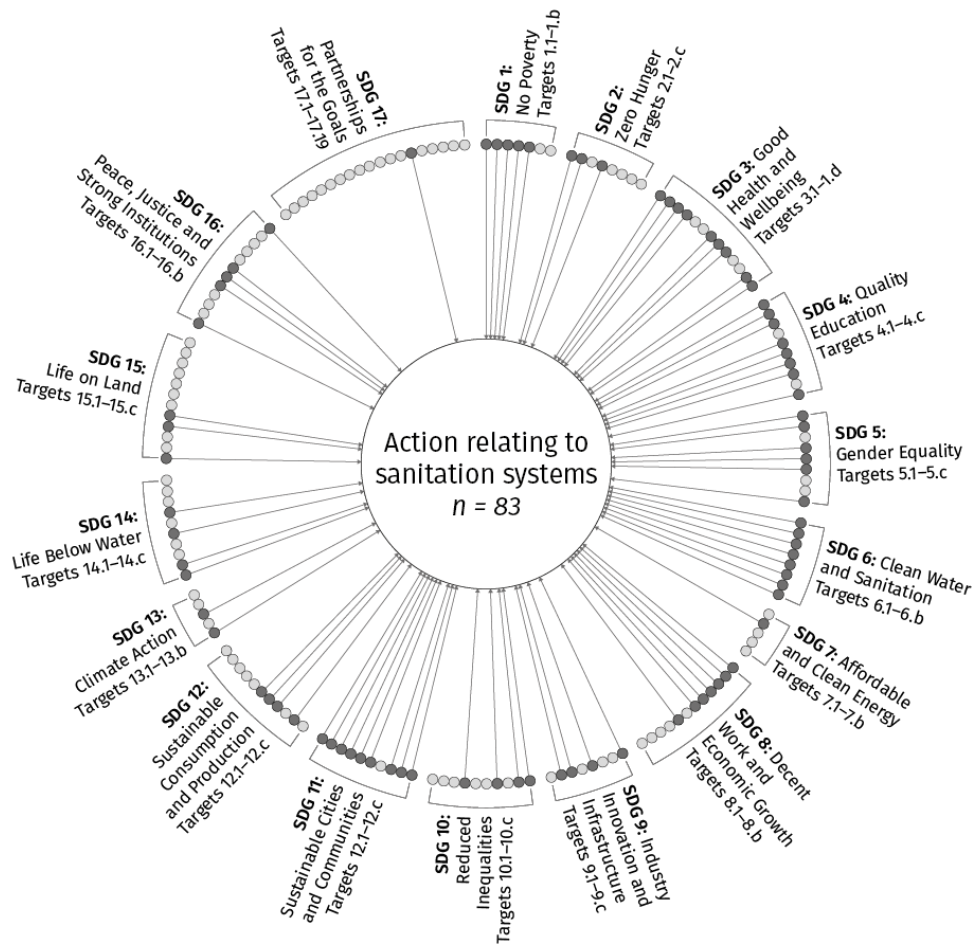 SDG 1:
No Poverty
Targets 1.1–1.b
SDG 2:
Zero Hunger
Targets 2.1–2.c
SDG 3: Good
Health and
Wellbeing
Targets 3.1–1.d
SDG 4: Quality
Education
Targets 4.1–4.c
SDG 5:
Gender Equality
Targets 5.1–5.c
SDG 6: Clean Water
and Sanitation
Targets 6.1–6.b
SDG 7: Affordable
and Clean Energy
Targets 7.1–7.b
SDG 8: Decent
Work and
Economic Growth
Targets 8.1–8.b
SDG 9: Industry
Innovation and
Infrastructure
Targets 9.1–9.c
SDG 10:
Reduced
Inequalities
Targets 10.1–10.c
SDG 11:
Sustainable Cities
and Communities
Targets 12.1–12.c
SDG 12:
Sustainable
Consumption
and Production
Targets 12.1–12.c
SDG 13:
Climate Action
Targets 13.1–13.b
SDG 14:
Life Below Water
Targets 14.1–14.c
SDG 15:
Life on Land
Targets 15.1–15.c
SDG 16:
Peace, Justice and
Strong Institutions
Targets 16.1–16.b
SDG 17:
Partnerships
for the Goals
Targets 17.1–17.19
Action relating to
sanitation systems
n = 83